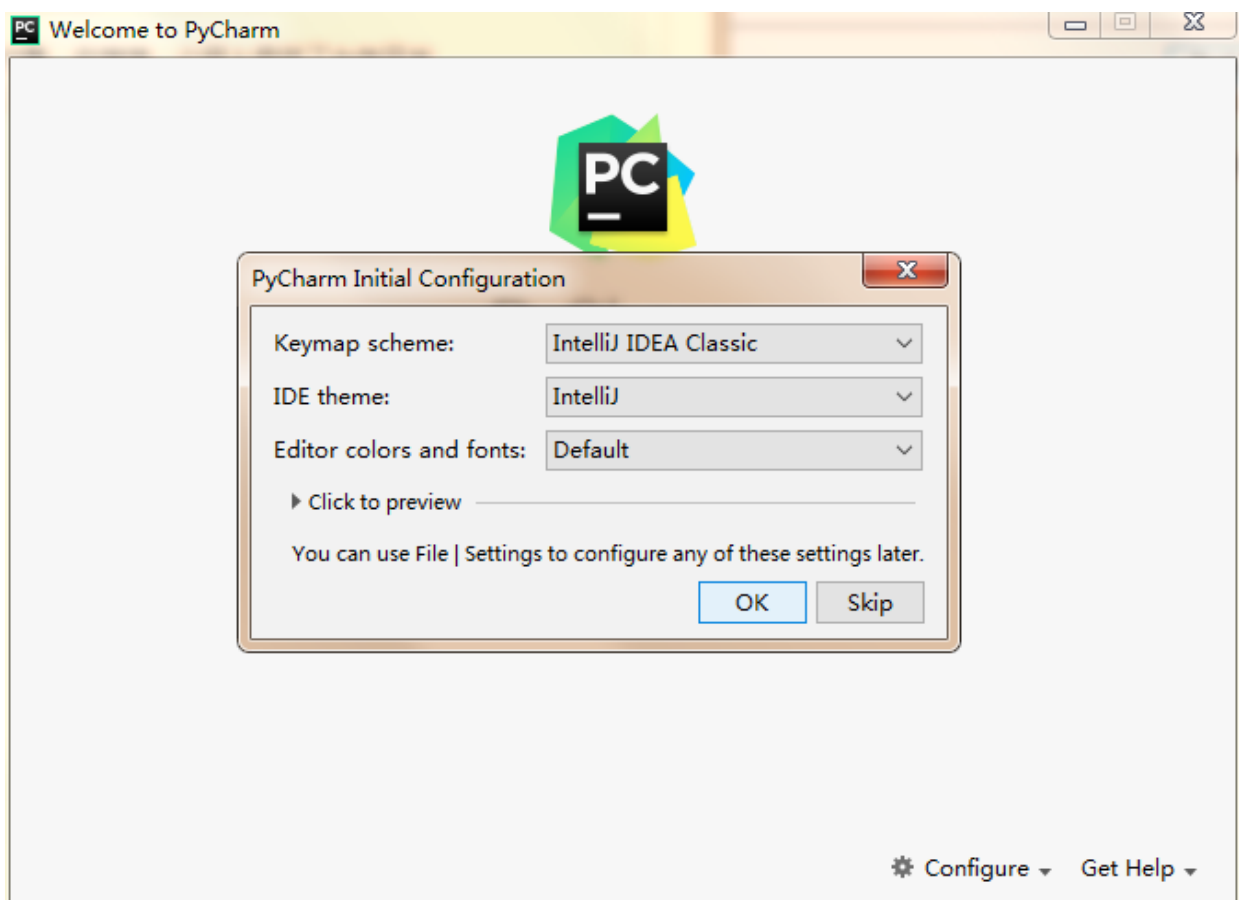 PC Welcome to PyCharm
PC
PyCharm Initial Configuration
Keymap scheme: IntelliJ IDEA Classic
IDE theme: IntelliJ
Editor colors and fonts: Default
Click to preview
You can use File | Settings to configure any of these settings later.
OK Skip
Configure Get Help